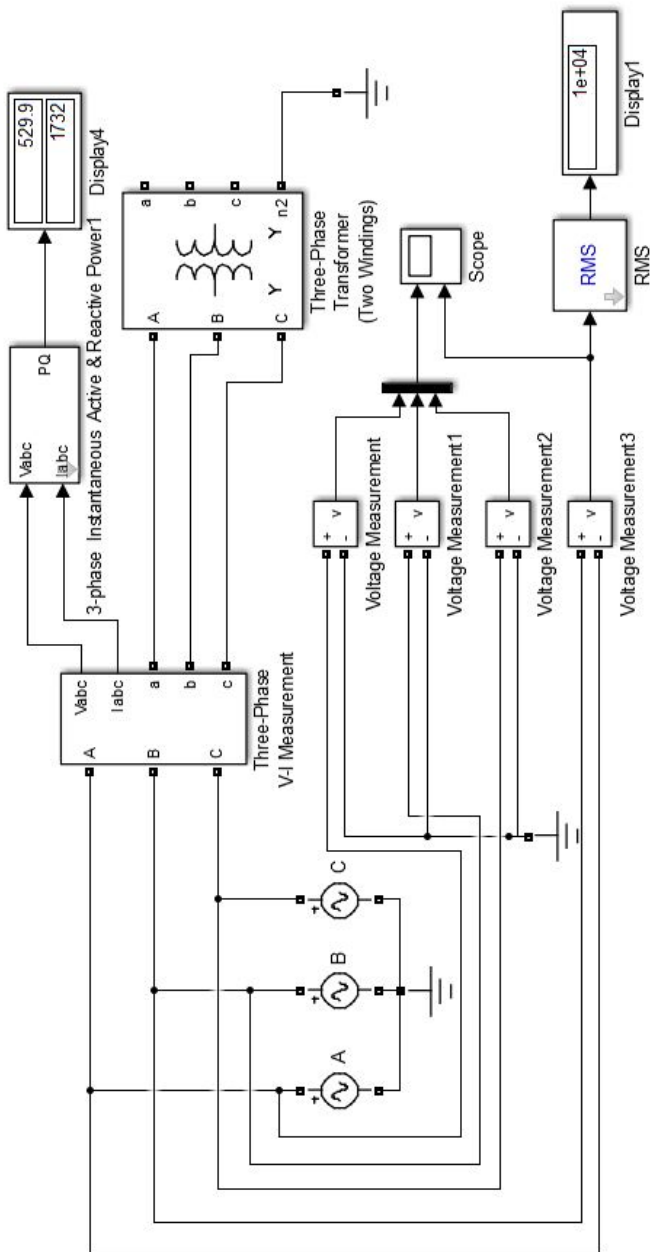 529.9
1732
Display4
Vabc
Iabc
PQ
3-phase Instantaneous Active & Reactive Power1
A
B
C
Vabc
Iabc
a
b
c
Three-Phase
V-I Measurement
A
B
C
a
b
c
n2
Y
Y
Three-Phase
Transformer
(Two Windings)
A
+
B
+
C
+
+
-
v
Voltage Measurement
+
-
v
Voltage Measurement1
+
-
v
Voltage Measurement2
+
-
v
Voltage Measurement3
Scope
RMS
RMS
1e+04
Display1